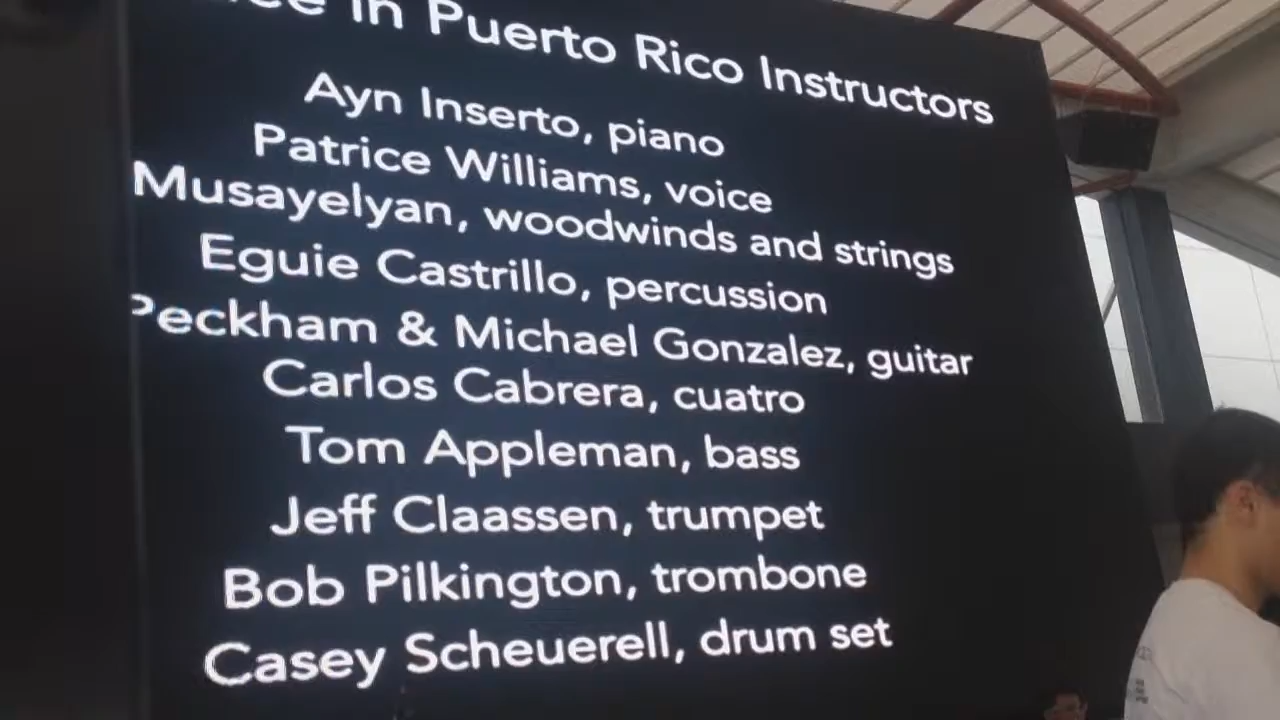 in Puerto Rico Instructors
Ayn Inserto, piano
Patrice Williams, voice
Musayelyan, woodwinds and strings
Eguie Castrillo, percussion
Peckham & Michael Gonzalez, guitar
Carlos Cabrera, cuatro
Tom Appleman, bass
Jeff Claassen, trumpet
Bob Pilkington, trombone
Casey Scheuerell, drum set